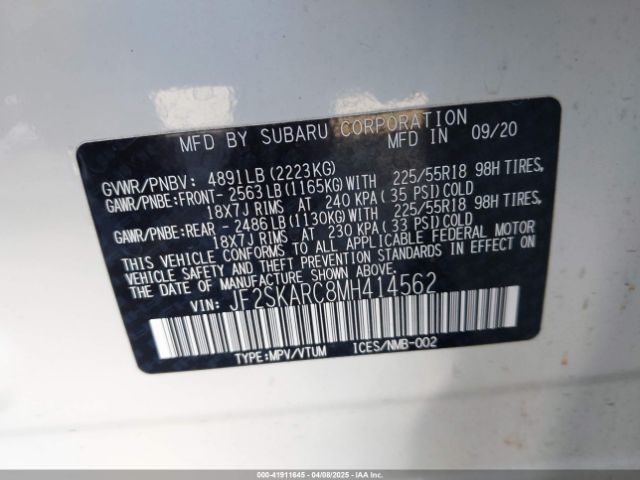 MFD BY SUBARU CORPORATION
MFD IN 09/20
GVWR/PNBV: 4891LB (2223KG)
GAWR/PNBE:FRONT- 2563LB (1165KG)WITH 225/55R18 98H TIRES,
18X7J RIMS AT 240 KPA ( 35 PSI) COLD
GAWR/PNBE:REAR - 2486LB (1130KG)WITH 225/55R18 98H TIRES,
18X7J RIMS AT 230 KPA ( 33 PSI) COLD
THIS VEHICLE CONFORMS TO ALL APPLICABLE FEDERAL MOTOR
VEHICLE SAFETY AND THEFT PREVENTION STANDARDS IN EFFECT ON
THE DATE OF MANUFACTURE SHOWN ABOVE.
VIN: JF2SKARC8MH414562
TYPE:MPV/VTUM ICES/NMB-002
000-41911645 - 04/08/2025 - IAAI.COM